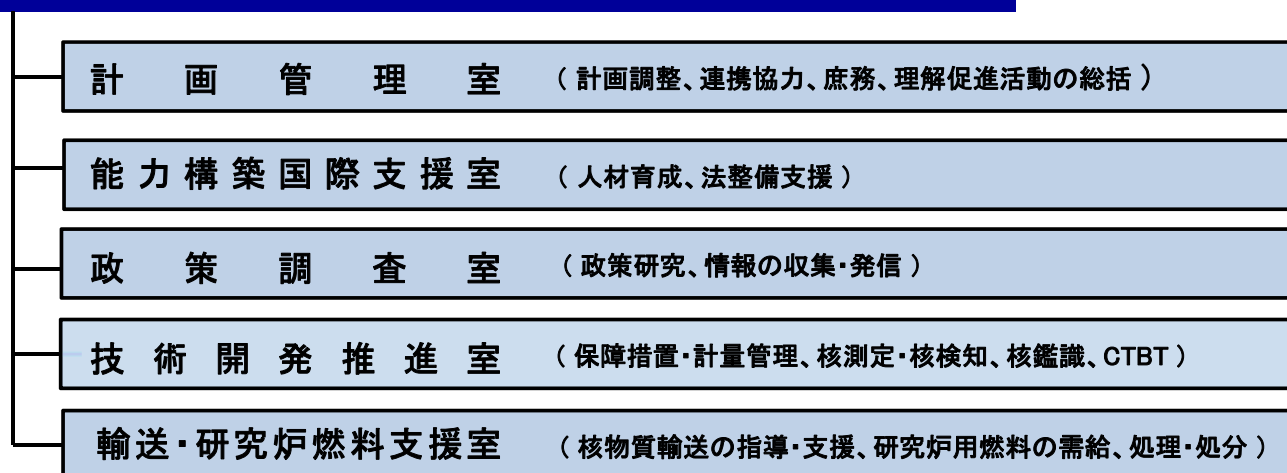 計画管理室 （計画調整、連携協力、庶務、理解促進活動の総括）
能力構築国際支援室 （人材育成、法整備支援）
政策調査室 （政策研究、情報の収集・発信）
技術開発推進室 （保障措置・計量管理、核測定・核検知、核鑑識、CTBT）
輸送・研究炉燃料支援室 （核物質輸送の指導・支援、研究炉用燃料の需給、処理・処分）